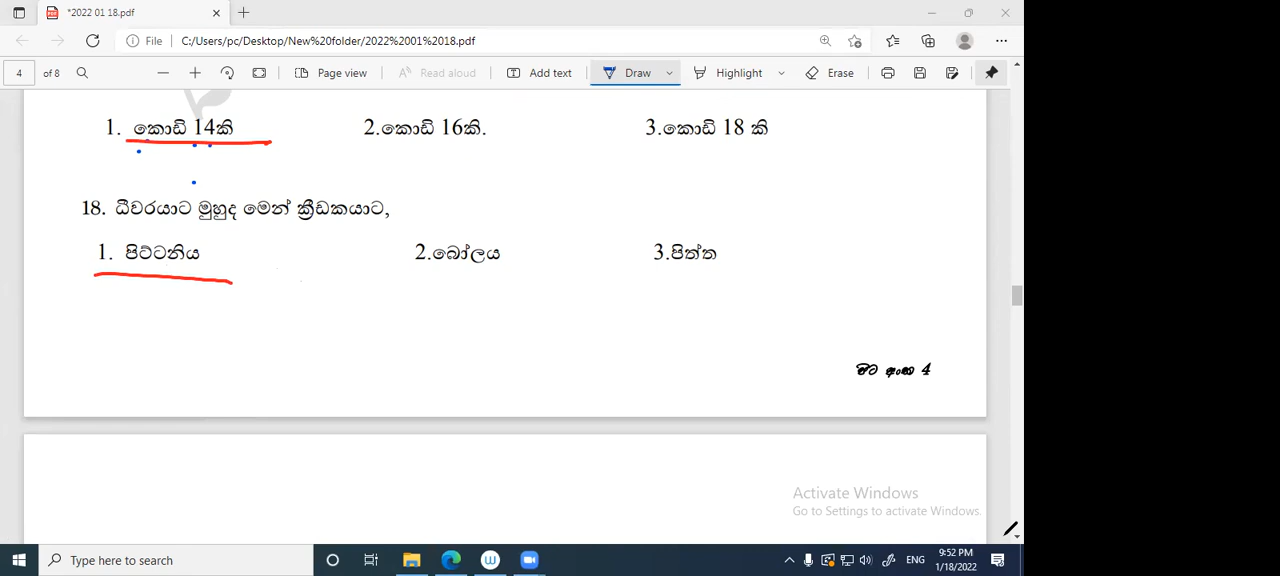 *2022 01 18.pdf
File C:/Users/pc/Desktop/New%20folder/2022%2001%2018.pdf
4 of 8 Page view Read aloud Add text Draw Highlight Erase
1. කොඩි 14කි 2.කොඩි 16කි. 3.කොඩි 18 කි
18. ධීවරයාට මුහුද මෙන් ක්‍රීඩකයාට,
1. පිට්ටනිය 2.බෝලය 3.පිත්ත
පිටු අංක 4
Activate Windows
Go to Settings to activate Windows.
Type here to search ENG 9:52 PM
1/18/2022